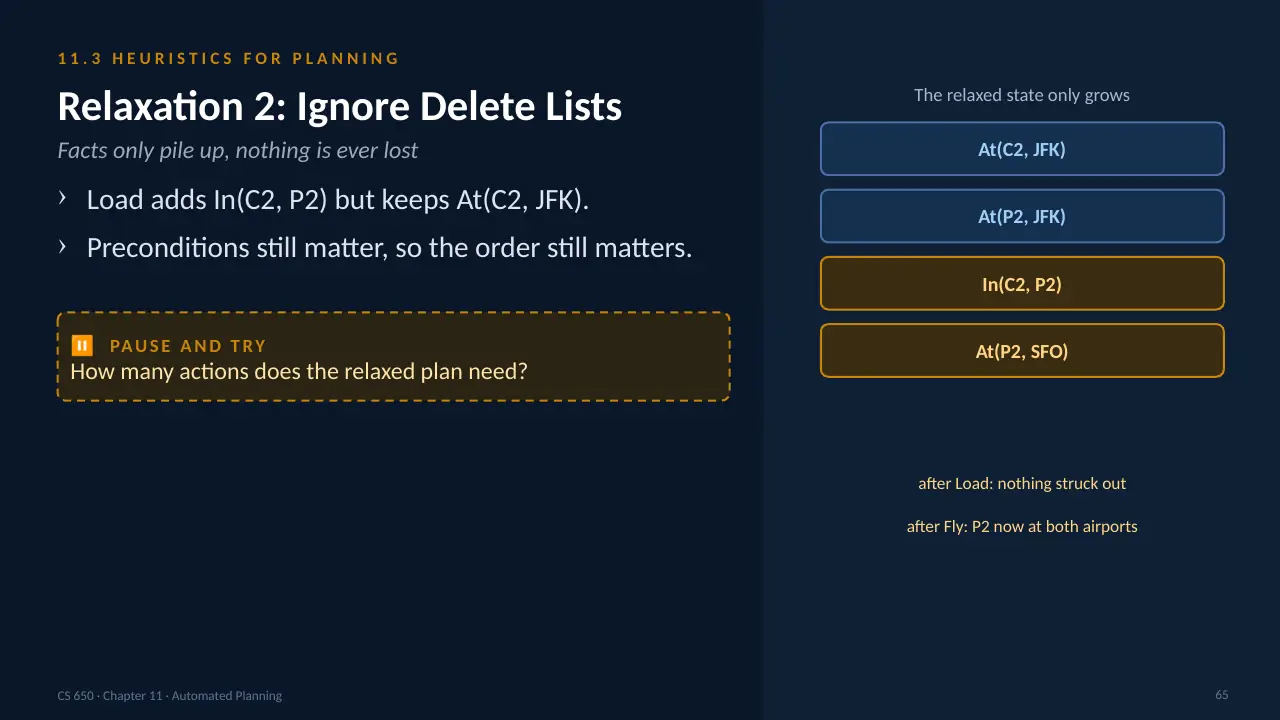 11.3 HEURISTICS FOR PLANNING
Relaxation 2: Ignore Delete Lists
Facts only pile up, nothing is ever lost
› Load adds In(C2, P2) but keeps At(C2, JFK).
› Preconditions still matter, so the order still matters.
⏸ PAUSE AND TRY
How many actions does the relaxed plan need?
The relaxed state only grows
At(C2, JFK)
At(P2, JFK)
In(C2, P2)
At(P2, SFO)
after Load: nothing struck out
after Fly: P2 now at both airports
CS 650 · Chapter 11 · Automated Planning
65